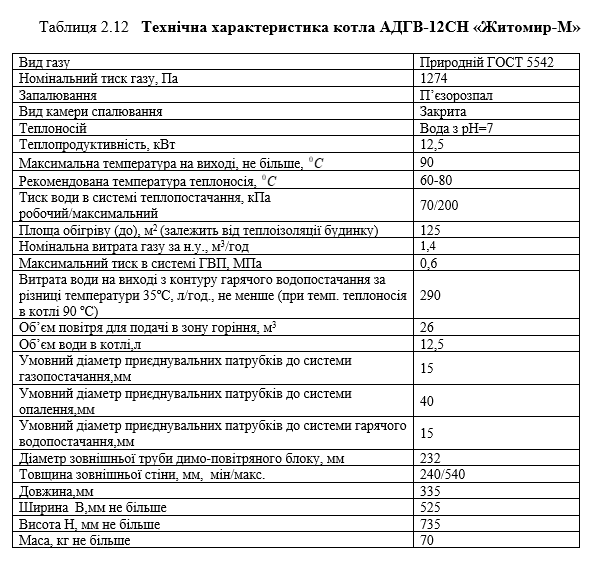 Таблиця 2.12 Технічна характеристика котла АДГВ-12СН «Житомир-М»
Вид газу Природній ГОСТ 5542
Номінальний тиск газу, Па 1274
Запалювання П’єзорозпал
Вид камери спалювання Закрита
Теплоносій Вода з рН=7
Теплопродуктивність, кВт 12,5
Максимальна температура на виході, не більше, ⁰C 90
Рекомендована температура теплоносія, ⁰C 60-80
Тиск води в системі теплопостачання, кПа
робочий/максимальний 70/200
Площа обігріву (до), м² (залежить від теплоізоляції будинку) 125
Номінальна витрата газу за н.у., м³/год 1,4
Максимальний тиск в системі ГВП, МПа 0,6
Витрата води на виході з контуру гарячого водопостачання за
різниці температури 35ºС, л/год., не менше (при темп. теплоносія
в котлі 90 ºС) 290
Об’єм повітря для подачі в зону горіння, м³ 26
Об’єм води в котлі,л 12,5
Умовний діаметр приєднувальних патрубків до системи
газопостачання,мм 15
Умовний діаметр приєднувальних патрубків до системи
опалення,мм 40
Умовний діаметр приєднувальних патрубків до системи гарячого
водопостачання,мм 15
Діаметр зовнішньої труби димо-повітряного блоку, мм 232
Товщина зовнішньої стіни, мм, мін/макс. 240/540
Довжина,мм 335
Ширина В,мм не більше 525
Висота Н, мм не більше 735
Маса, кг не більше 70